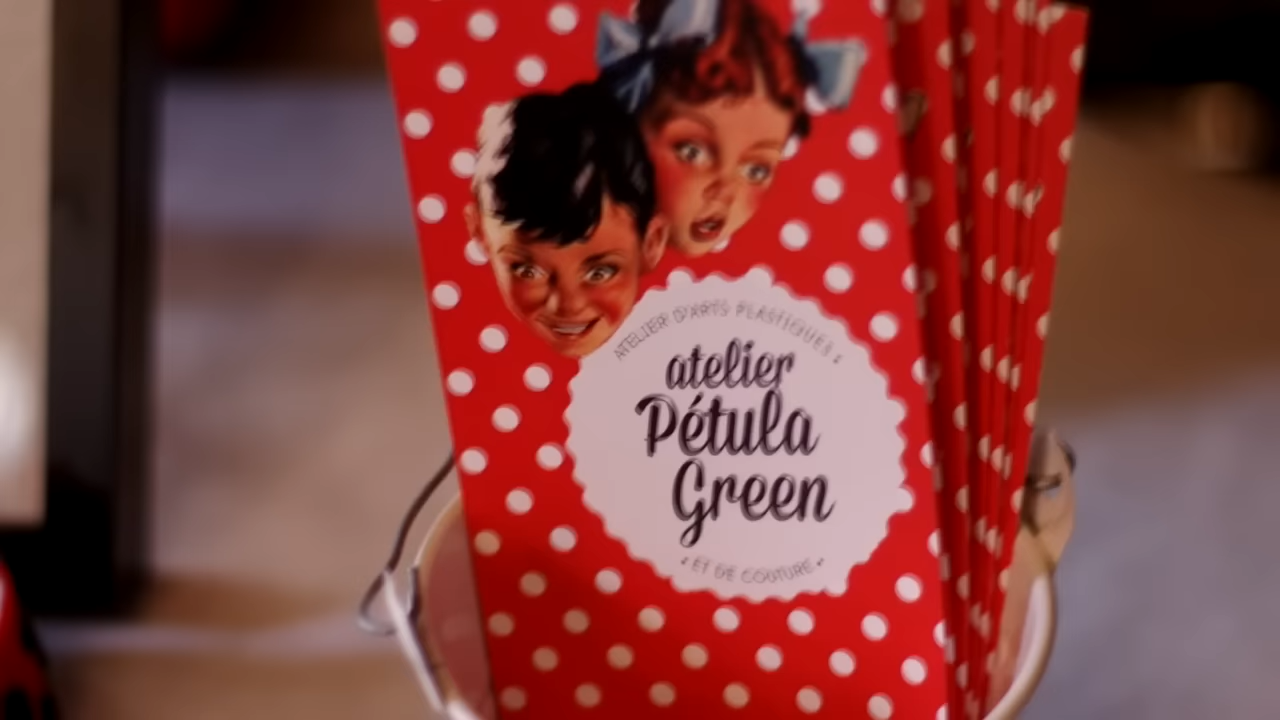 ATELIER D'ARTS PLASTIQUES
atelier
Pétula
Green
• ET DE COUTURE •